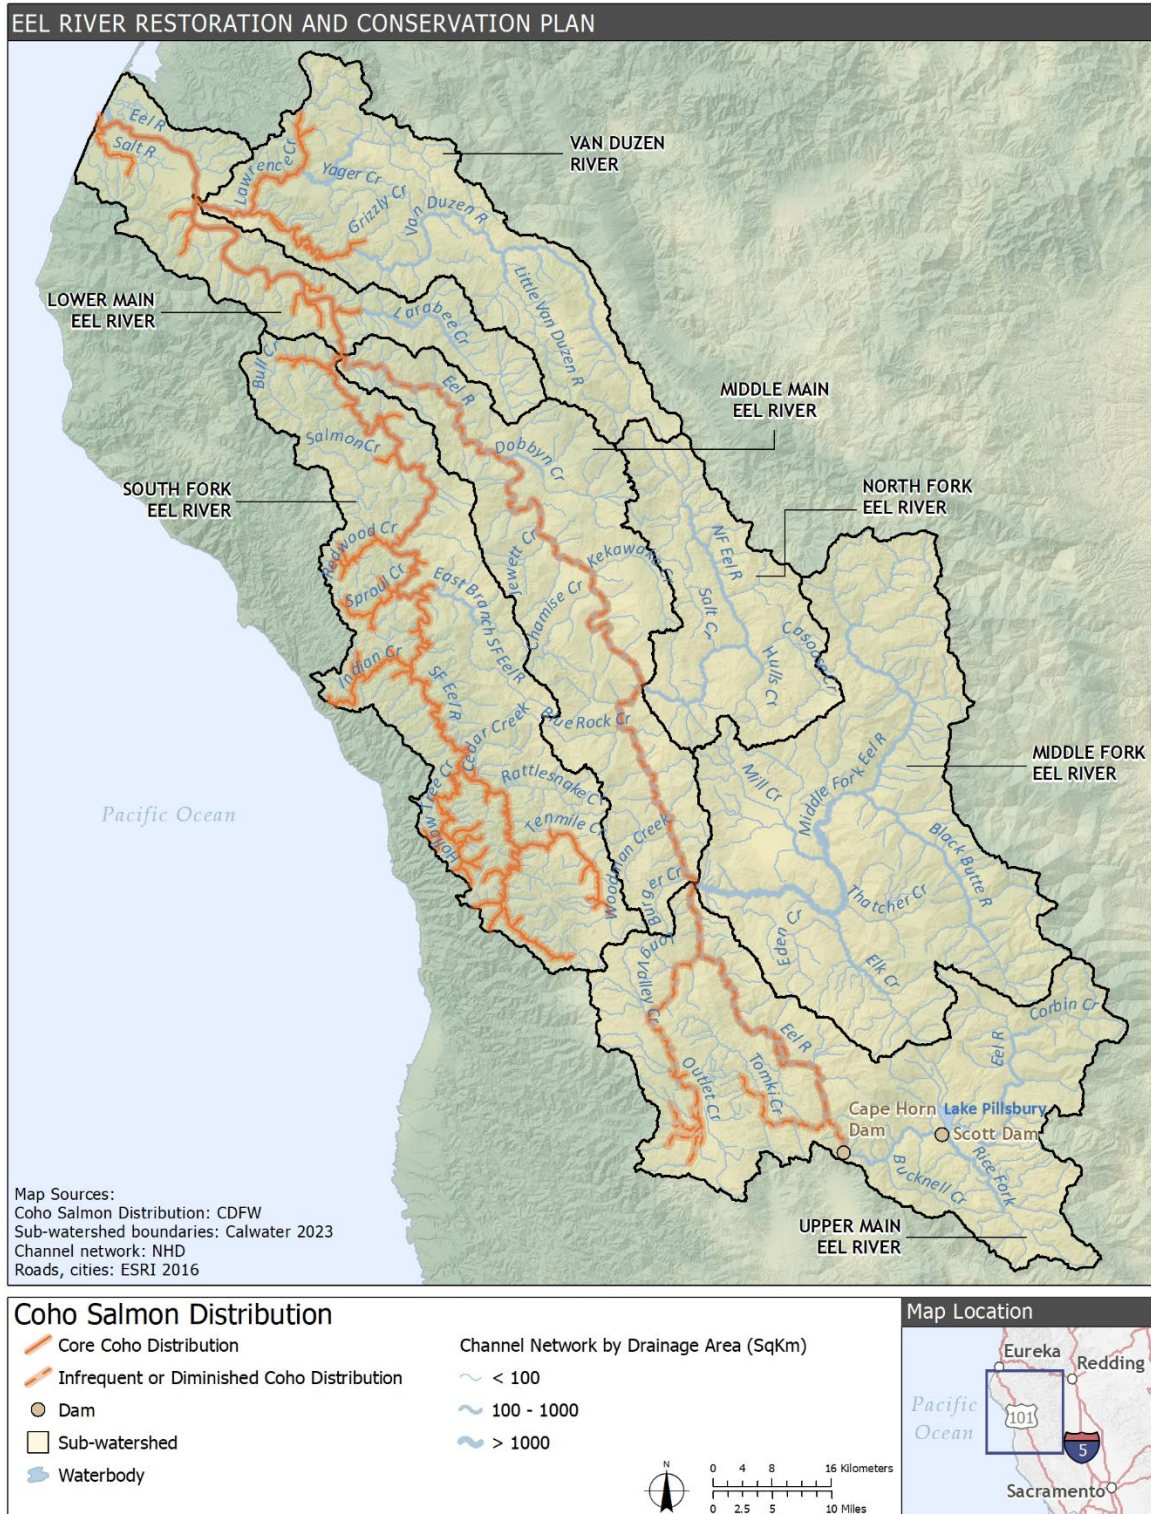 EEL RIVER RESTORATION AND CONSERVATION PLAN
VAN DUZEN
RIVER
Eel R
Salt R
Lawrence Cr
Yager Cr
Grizzly Cr
Van Duzen R
Little Van Duzen R
LOWER MAIN
EEL RIVER
Larabee Cr
Bull Cr
Eel R
MIDDLE MAIN
EEL RIVER
Salmon Cr
Dobbyn Cr
SOUTH FORK
EEL RIVER
NORTH FORK
EEL RIVER
Redwood Cr
Sproul Cr
East Branch SF Eel R
Jewett Cr
Chamise Cr
Kekawaka Cr
NF Eel R
Salt Cr
Hulls Cr
Casoose Cr
Indian Cr
SF Eel R
Cedar Creek
Blue Rock Cr
MIDDLE FORK
EEL RIVER
Mill Cr
Middle Fork Eel R
Black Butte R
Hollow Tree Cr
Rattlesnake Cr
Tenmile Cr
Woodman Creek
Burger Cr
Thatcher Cr
Eden Cr
Elk Cr
Pacific Ocean
Long Valley Cr
Outlet Cr
Tomki Cr
Eel R
Eel R
Corbin Cr
Cape Horn
Dam
Lake Pillsbury
Scott Dam
Rice Fork
Bucknell Cr
UPPER MAIN
EEL RIVER
Map Sources:
Coho Salmon Distribution: CDFW
Sub-watershed boundaries: Calwater 2023
Channel network: NHD
Roads, cities: ESRI 2016
Coho Salmon Distribution
Core Coho Distribution
Infrequent or Diminished Coho Distribution
Dam
Sub-watershed
Waterbody
Channel Network by Drainage Area (SqKm)
< 100
100 - 1000
> 1000
N
0 4 8 16 Kilometers
0 2.5 5 10 Miles
Map Location
Eureka
Redding
Pacific
Ocean
101
5
Sacramento